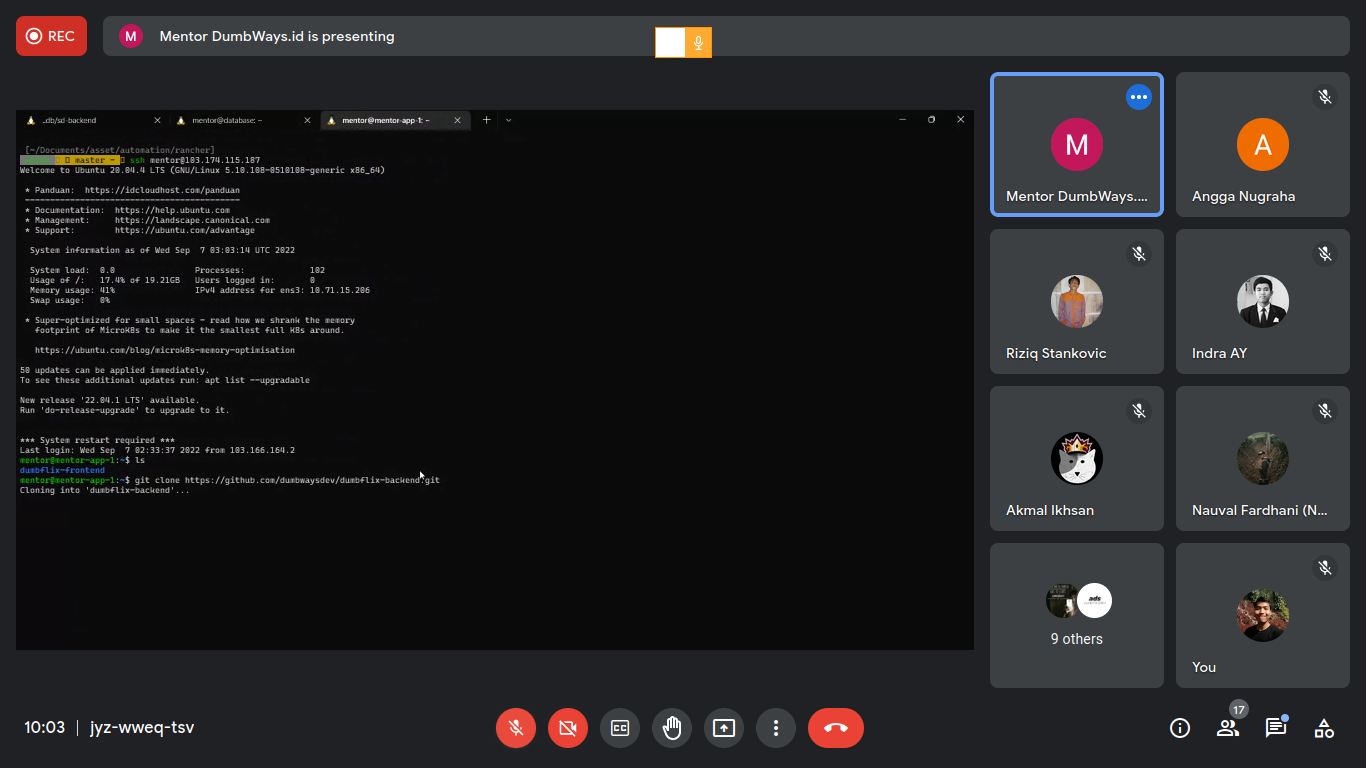 REC
M
Mentor DumbWays.id is presenting
..db/sd-backend
mentor@database: ~
mentor@mentor-app-1: ~
[~/Documents/asset/automation/rancher]
master ~ ssh mentor@103.174.115.187
Welcome to Ubuntu 20.04.4 LTS (GNU/Linux 5.10.108-0510108-generic x86_64)
* Panduan: https://idcloudhost.com/panduan
-------------------------------------------
* Documentation: https://help.ubuntu.com
* Management: https://landscape.canonical.com
* Support: https://ubuntu.com/advantage
System information as of Wed Sep 7 03:03:14 UTC 2022
System load: 0.0 Processes: 102
Usage of /: 17.4% of 19.21GB Users logged in: 0
Memory usage: 41% IPv4 address for ens3: 10.71.15.206
Swap usage: 0%
* Super-optimized for small spaces - read how we shrank the memory
footprint of MicroK8s to make it the smallest full K8s around.
https://ubuntu.com/blog/microk8s-memory-optimisation
50 updates can be applied immediately.
To see these additional updates run: apt list --upgradable
New release '22.04.1 LTS' available.
Run 'do-release-upgrade' to upgrade to it.
*** System restart required ***
Last login: Wed Sep 7 02:33:37 2022 from 103.166.164.2
mentor@mentor-app-1:~$ ls
dumbflix-frontend
mentor@mentor-app-1:~$ git clone https://github.com/dumbwaysdev/dumbflix-backend.git
Cloning into 'dumbflix-backend'...
M
Mentor DumbWays....
A
Angga Nugraha
Riziq Stankovic
Indra AY
Akmal Ikhsan
Nauval Fardhani (N...
ads
9 others
You
10:03 | jyz-wweq-tsv
CC
17